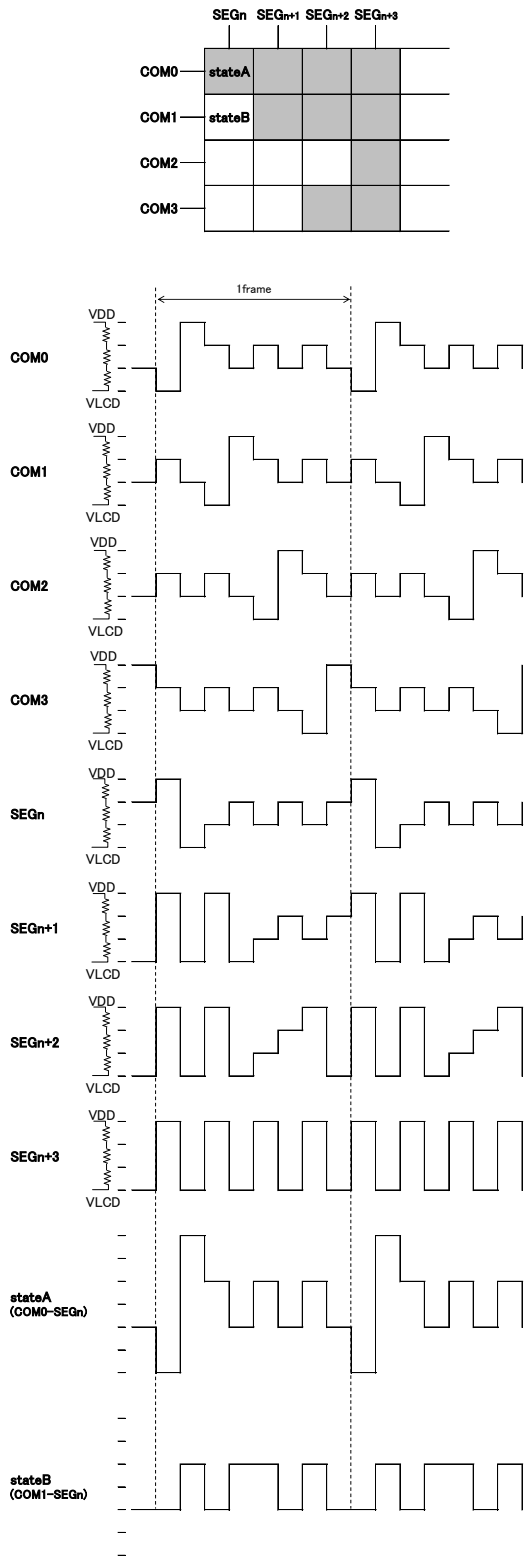 SEGn SEGn+1 SEGn+2 SEGn+3
COM0 stateA
COM1 stateB
COM2
COM3
1frame
VDD
COM0
VLCD
VDD
COM1
VLCD
VDD
COM2
VLCD
VDD
COM3
VLCD
VDD
SEGn
VLCD
VDD
SEGn+1
VLCD
VDD
SEGn+2
VLCD
VDD
SEGn+3
VLCD
stateA
(COM0-SEGn)
stateB
(COM1-SEGn)